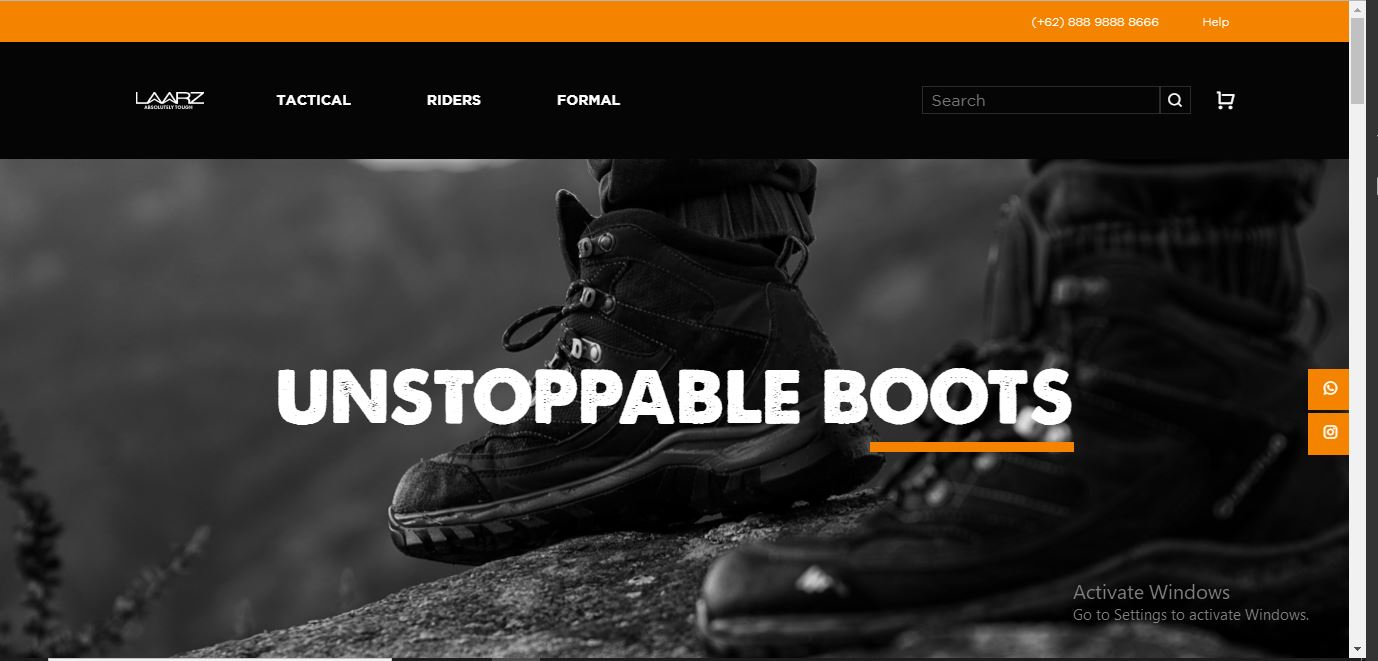 (+62) 888 9888 8666 Help
LAARZ
ABSOLUTELY TOUGH
TACTICAL RIDERS FORMAL Search
UNSTOPPABLE BOOTS
Activate Windows
Go to Settings to activate Windows.